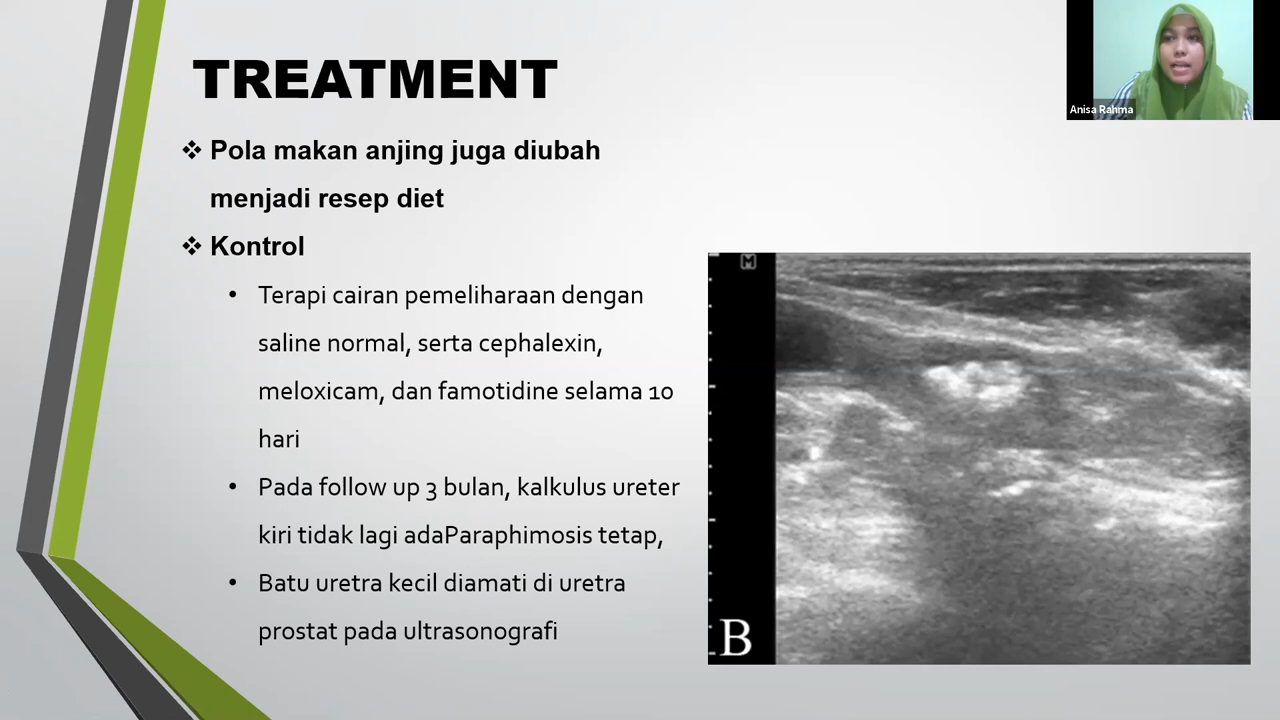 TREATMENT
❖ Pola makan anjing juga diubah
menjadi resep diet
❖ Kontrol
• Terapi cairan pemeliharaan dengan
saline normal, serta cephalexin,
meloxicam, dan famotidine selama 10
hari
• Pada follow up 3 bulan, kalkulus ureter
kiri tidak lagi adaParaphimosis tetap,
• Batu uretra kecil diamati di uretra
prostat pada ultrasonografi
Anisa Rahma
M
B